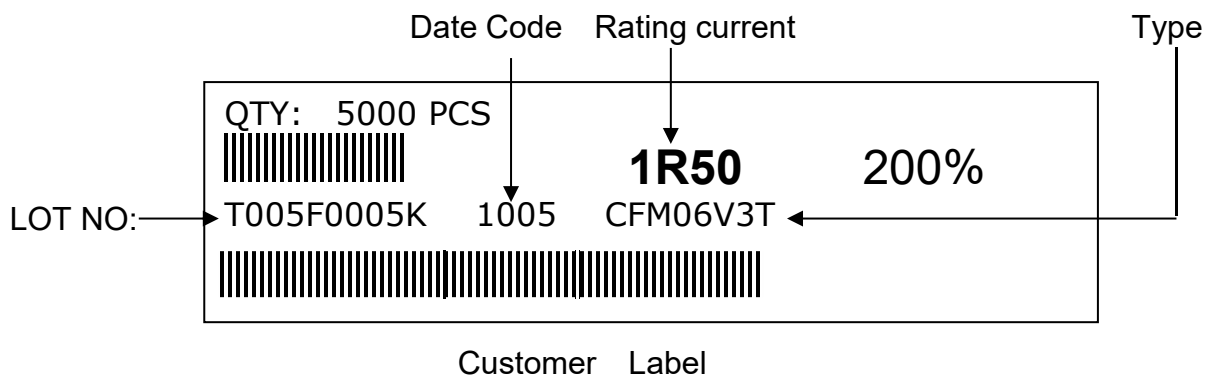 Date Code Rating current Type
QTY: 5000 PCS
1R50 200%
LOT NO: T005F0005K 1005 CFM06V3T
Customer Label